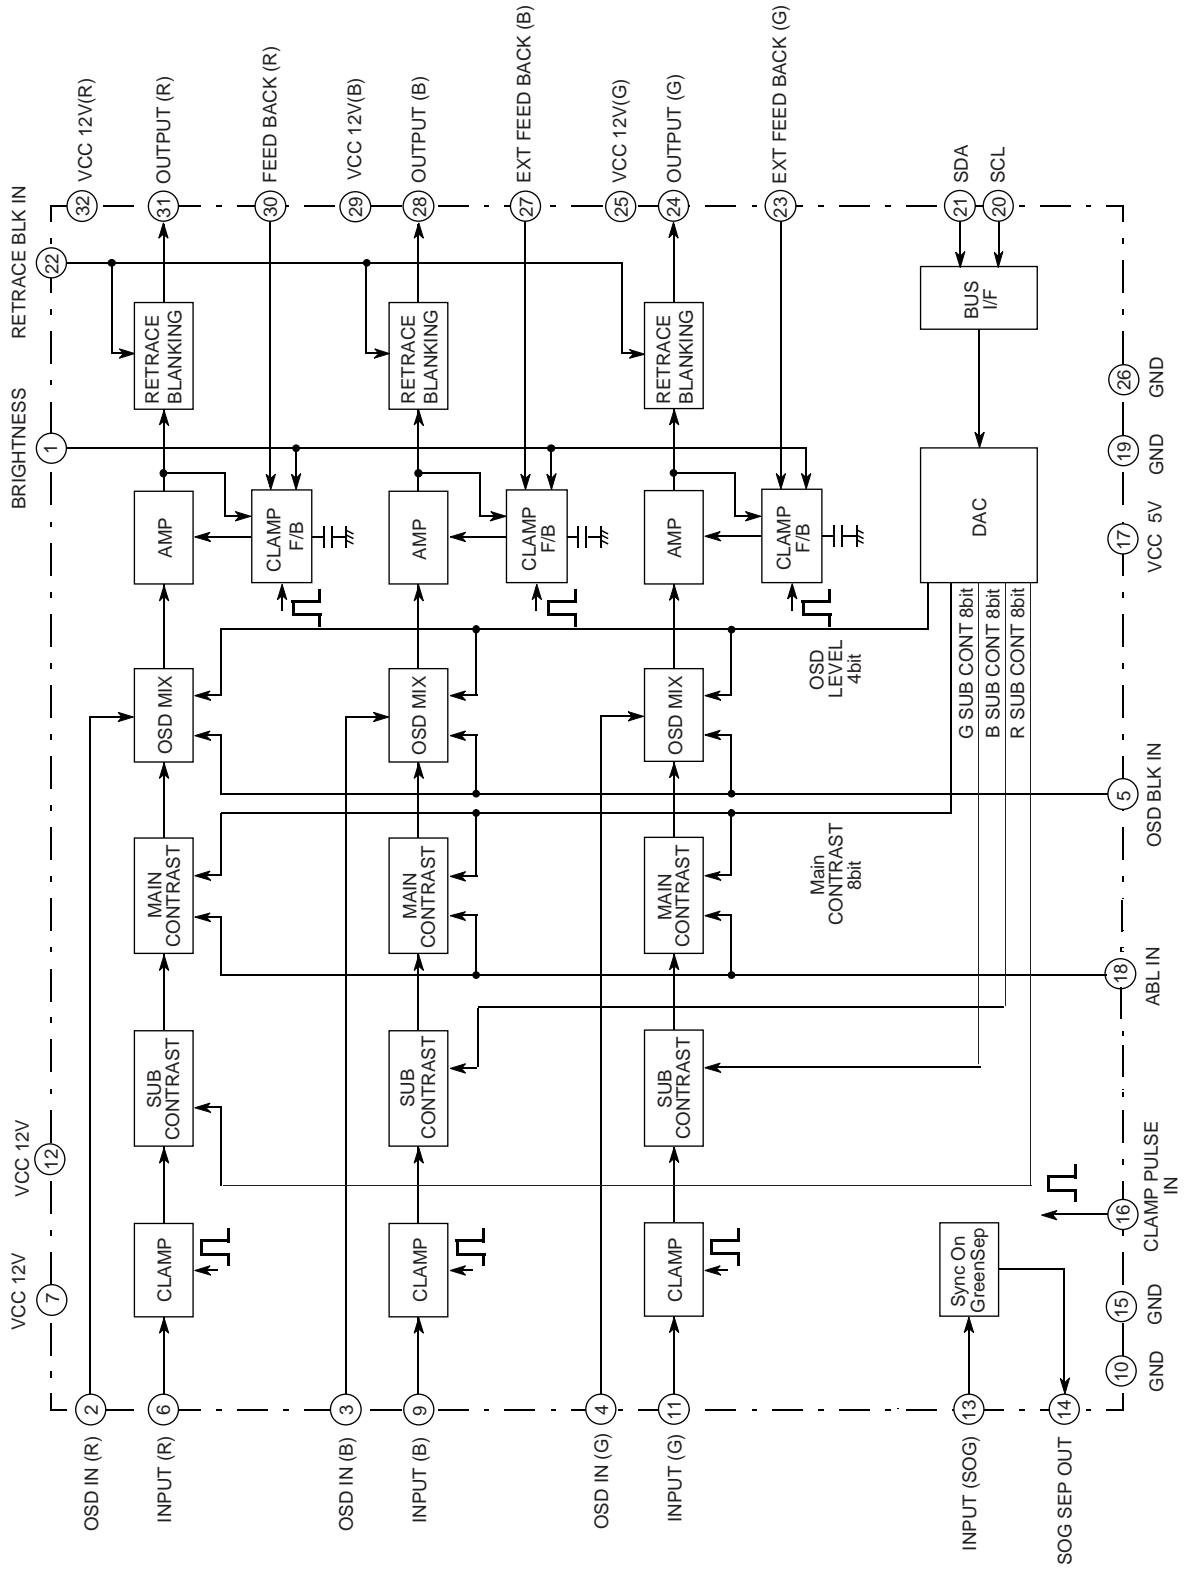 OSD IN (R)
2
INPUT (R)
6
OSD IN (B)
3
INPUT (B)
9
OSD IN (G)
4
INPUT (G)
11
INPUT (SOG)
13
SOG SEP OUT
14
VCC 12V
7
VCC 12V
12
BRIGHTNESS
1
RETRACE BLK IN
22
CLAMP
SUB
CONTRAST
MAIN
CONTRAST
OSD MIX
AMP
CLAMP
F/B
RETRACE
BLANKING
CLAMP
SUB
CONTRAST
MAIN
CONTRAST
OSD MIX
AMP
CLAMP
F/B
RETRACE
BLANKING
CLAMP
SUB
CONTRAST
MAIN
CONTRAST
OSD MIX
AMP
CLAMP
F/B
RETRACE
BLANKING
Main
CONTRAST
8bit
OSD
LEVEL
4bit
G SUB CONT 8bit
B SUB CONT 8bit
R SUB CONT 8bit
Sync On
GreenSep
DAC
BUS
I/F
32
VCC 12V(R)
31
OUTPUT (R)
30
FEED BACK (R)
29
VCC 12V(B)
28
OUTPUT (B)
27
EXT FEED BACK (B)
25
VCC 12V(G)
24
OUTPUT (G)
23
EXT FEED BACK (G)
21
SDA
20
SCL
10
GND
15
GND
16
CLAMP PULSE
IN
18
ABL IN
5
OSD BLK IN
17
VCC 5V
19
GND
26
GND